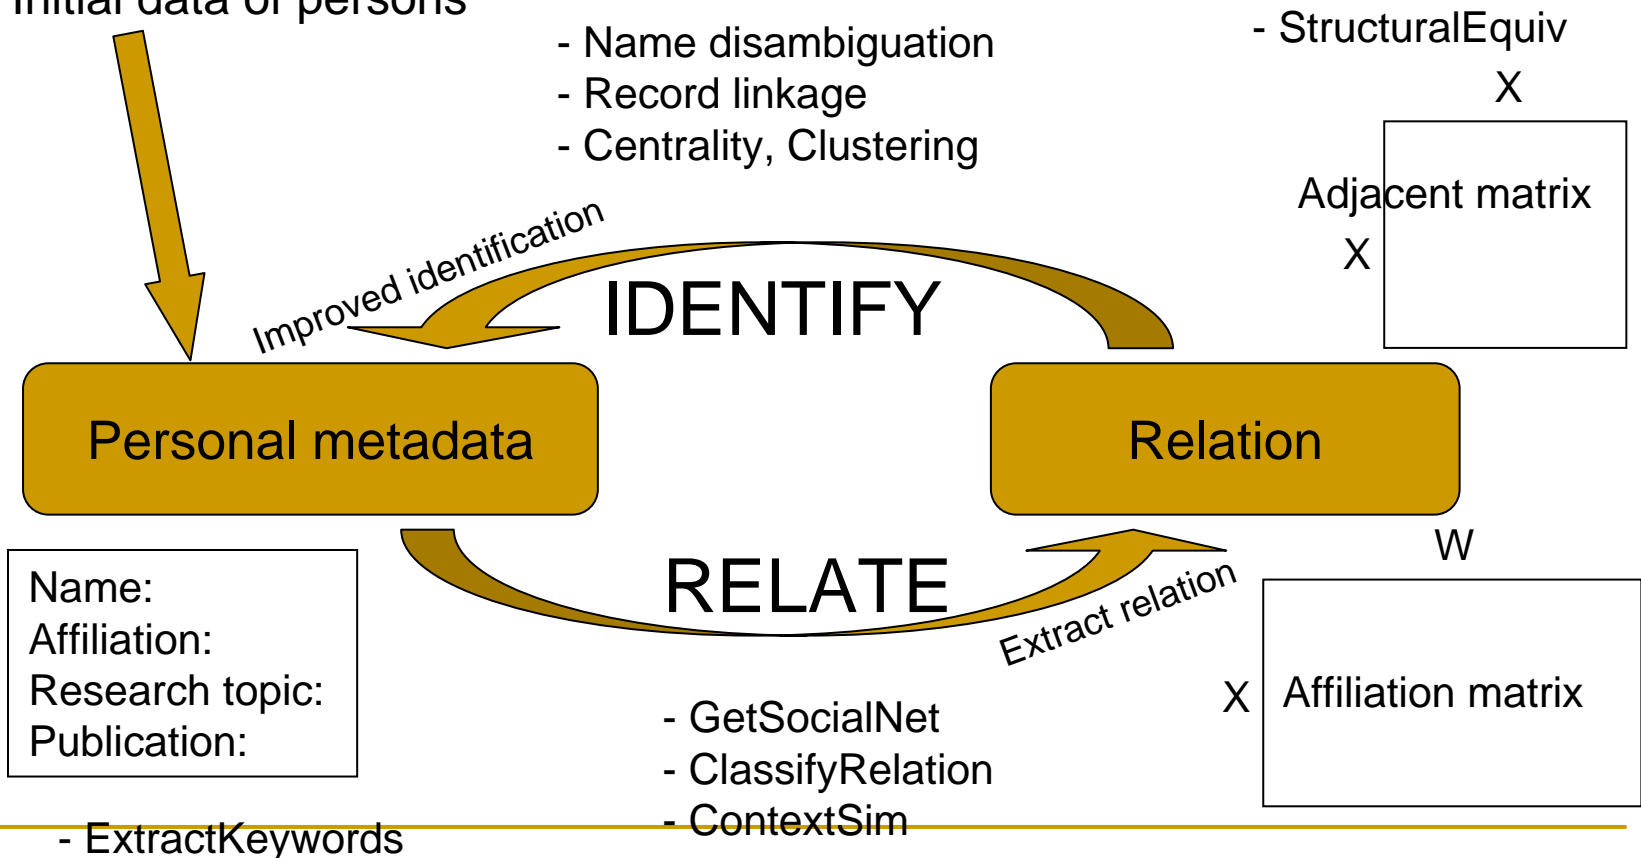 Initial data of persons
- Name disambiguation
- Record linkage
- Centrality, Clustering
- StructuralEquiv
X
Adjacent matrix
X
Improved identification
IDENTIFY
Personal metadata
Relation
RELATE
Extract relation
W
X
Affiliation matrix
Name:
Affiliation:
Research topic:
Publication:
- GetSocialNet
- ClassifyRelation
- ContextSim
- ExtractKeywords